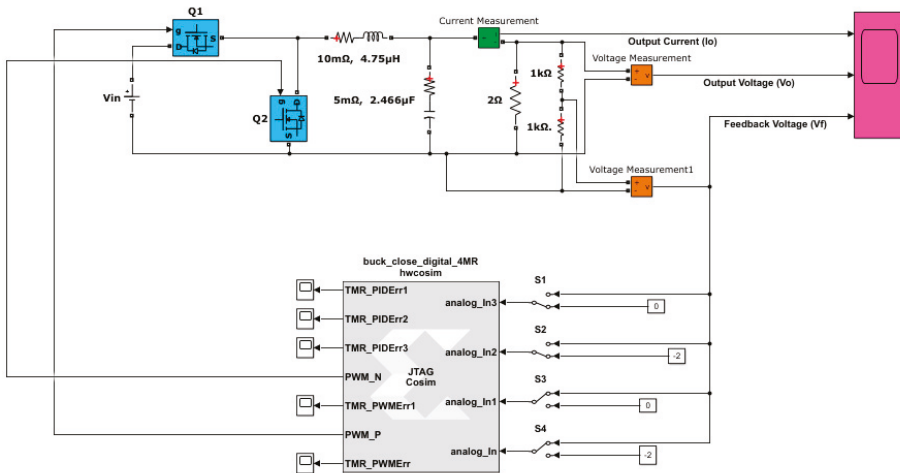 Q1
g
D
S
Vin
g
D
S
Q2
10mΩ, 4.75μH
5mΩ, 2.466μF
Current Measurement
2Ω
1kΩ
1kΩ.
Output Current (Io)
Voltage Measurement
+
-
v
Output Voltage (Vo)
Feedback Voltage (Vf)
Voltage Measurement1
+
-
v
buck_close_digital_4MR
hwcosim
TMR_PIDErr1
TMR_PIDErr2
TMR_PIDErr3
PWM_N
TMR_PWMErr1
PWM_P
TMR_PWMErr
JTAG
Cosim
analog_In3
analog_In2
analog_In1
analog_In
S1
0
S2
-2
S3
0
S4
-2